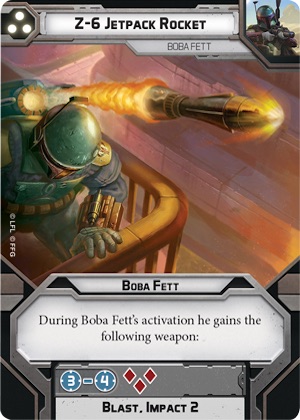 Z-6 Jetpack Rocket
Boba Fett
© LFL © FFG
Boba Fett
During Boba Fett's activation he gains the
following weapon:
3–4
Blast, Impact 2